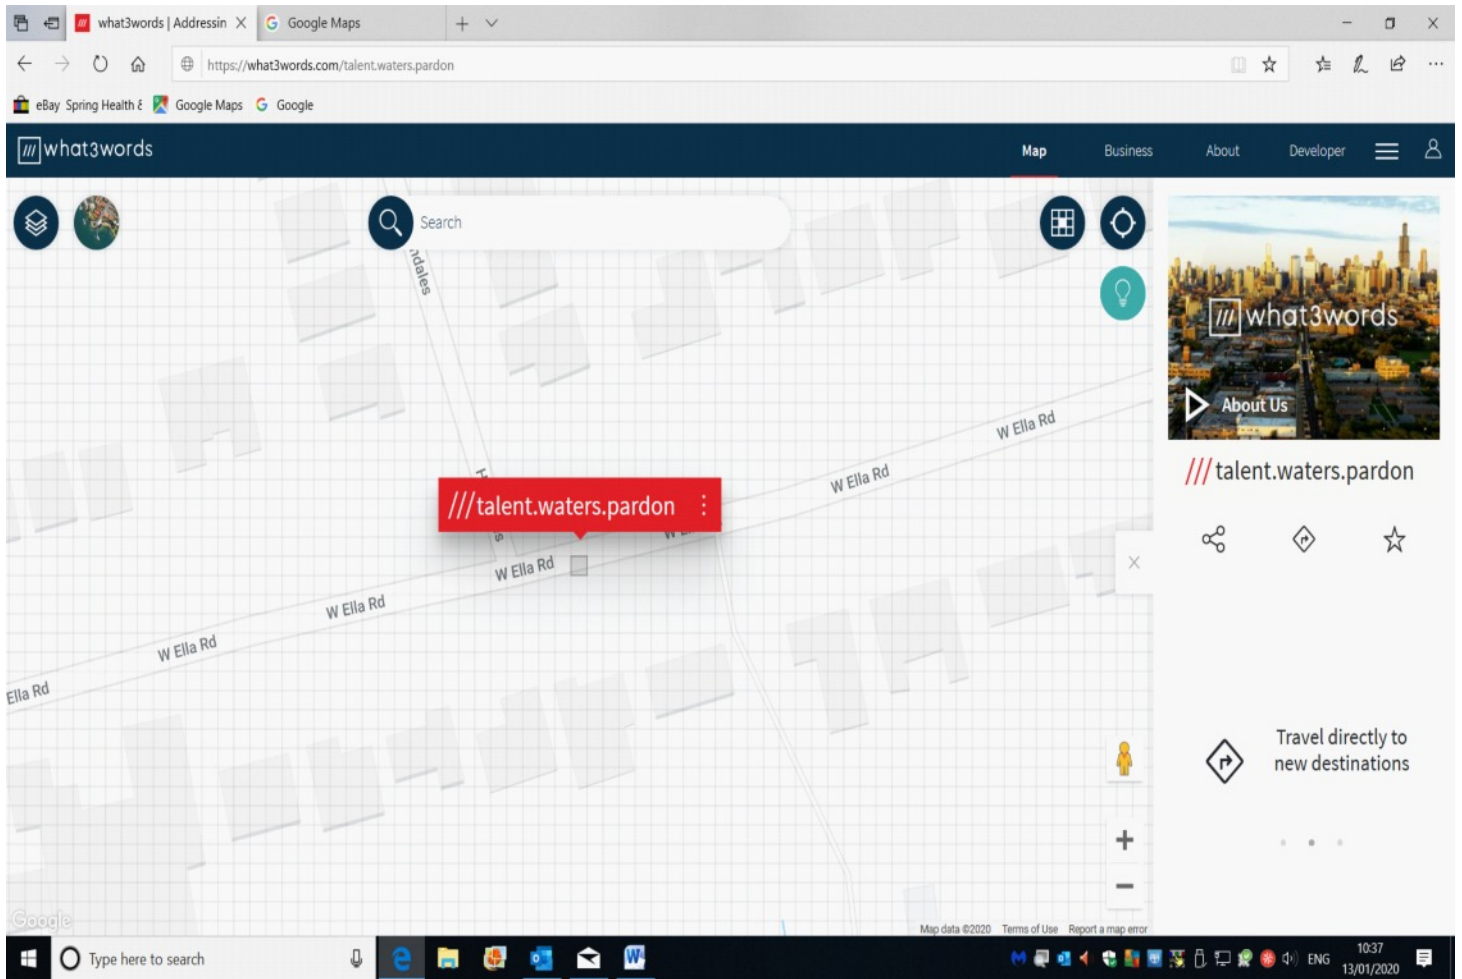 what3words | Addressin
Google Maps
https://what3words.com/talent.waters.pardon
eBay Spring Health &
Google Maps
Google
/// what3words
Map
Business
About
Developer
Search
ndales
W Ella Rd
W Ella Rd
///talent.waters.pardon
W Ella Rd
W Ella Rd
W Ella Rd
Ella Rd
/// what3words
About Us
///talent.waters.pardon
Travel directly to
new destinations
Google
Map data ©2020 Terms of Use Report a map error
Type here to search
ENG
10:37
13/01/2020